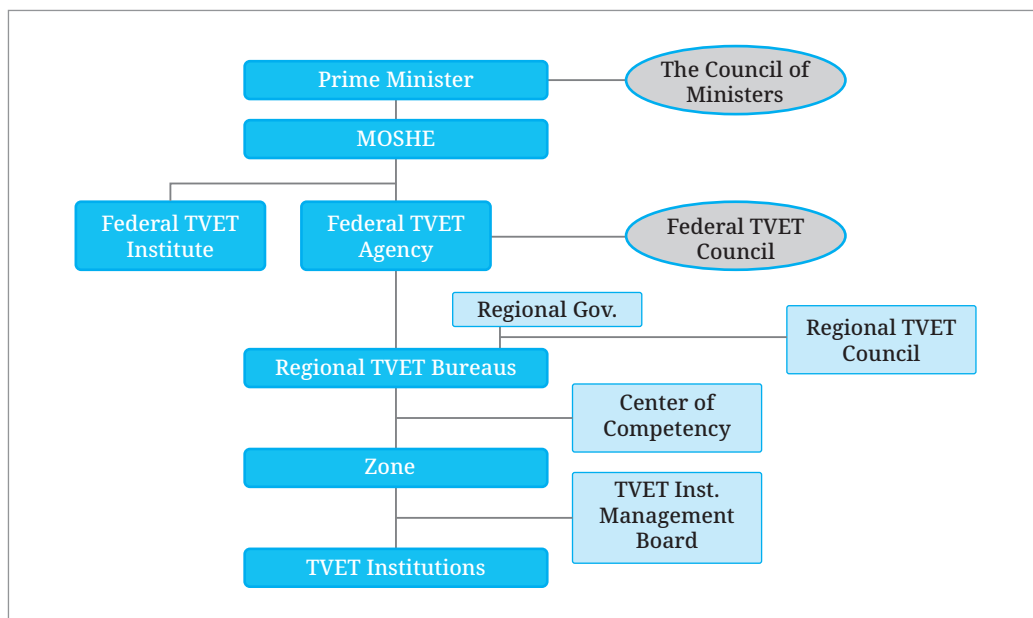 Prime Minister
The Council of
Ministers
MOSHE
Federal TVET
Institute
Federal TVET
Agency
Federal TVET
Council
Regional Gov.
Regional TVET
Council
Regional TVET Bureaus
Center of
Competency
Zone
TVET Inst.
Management
Board
TVET Institutions